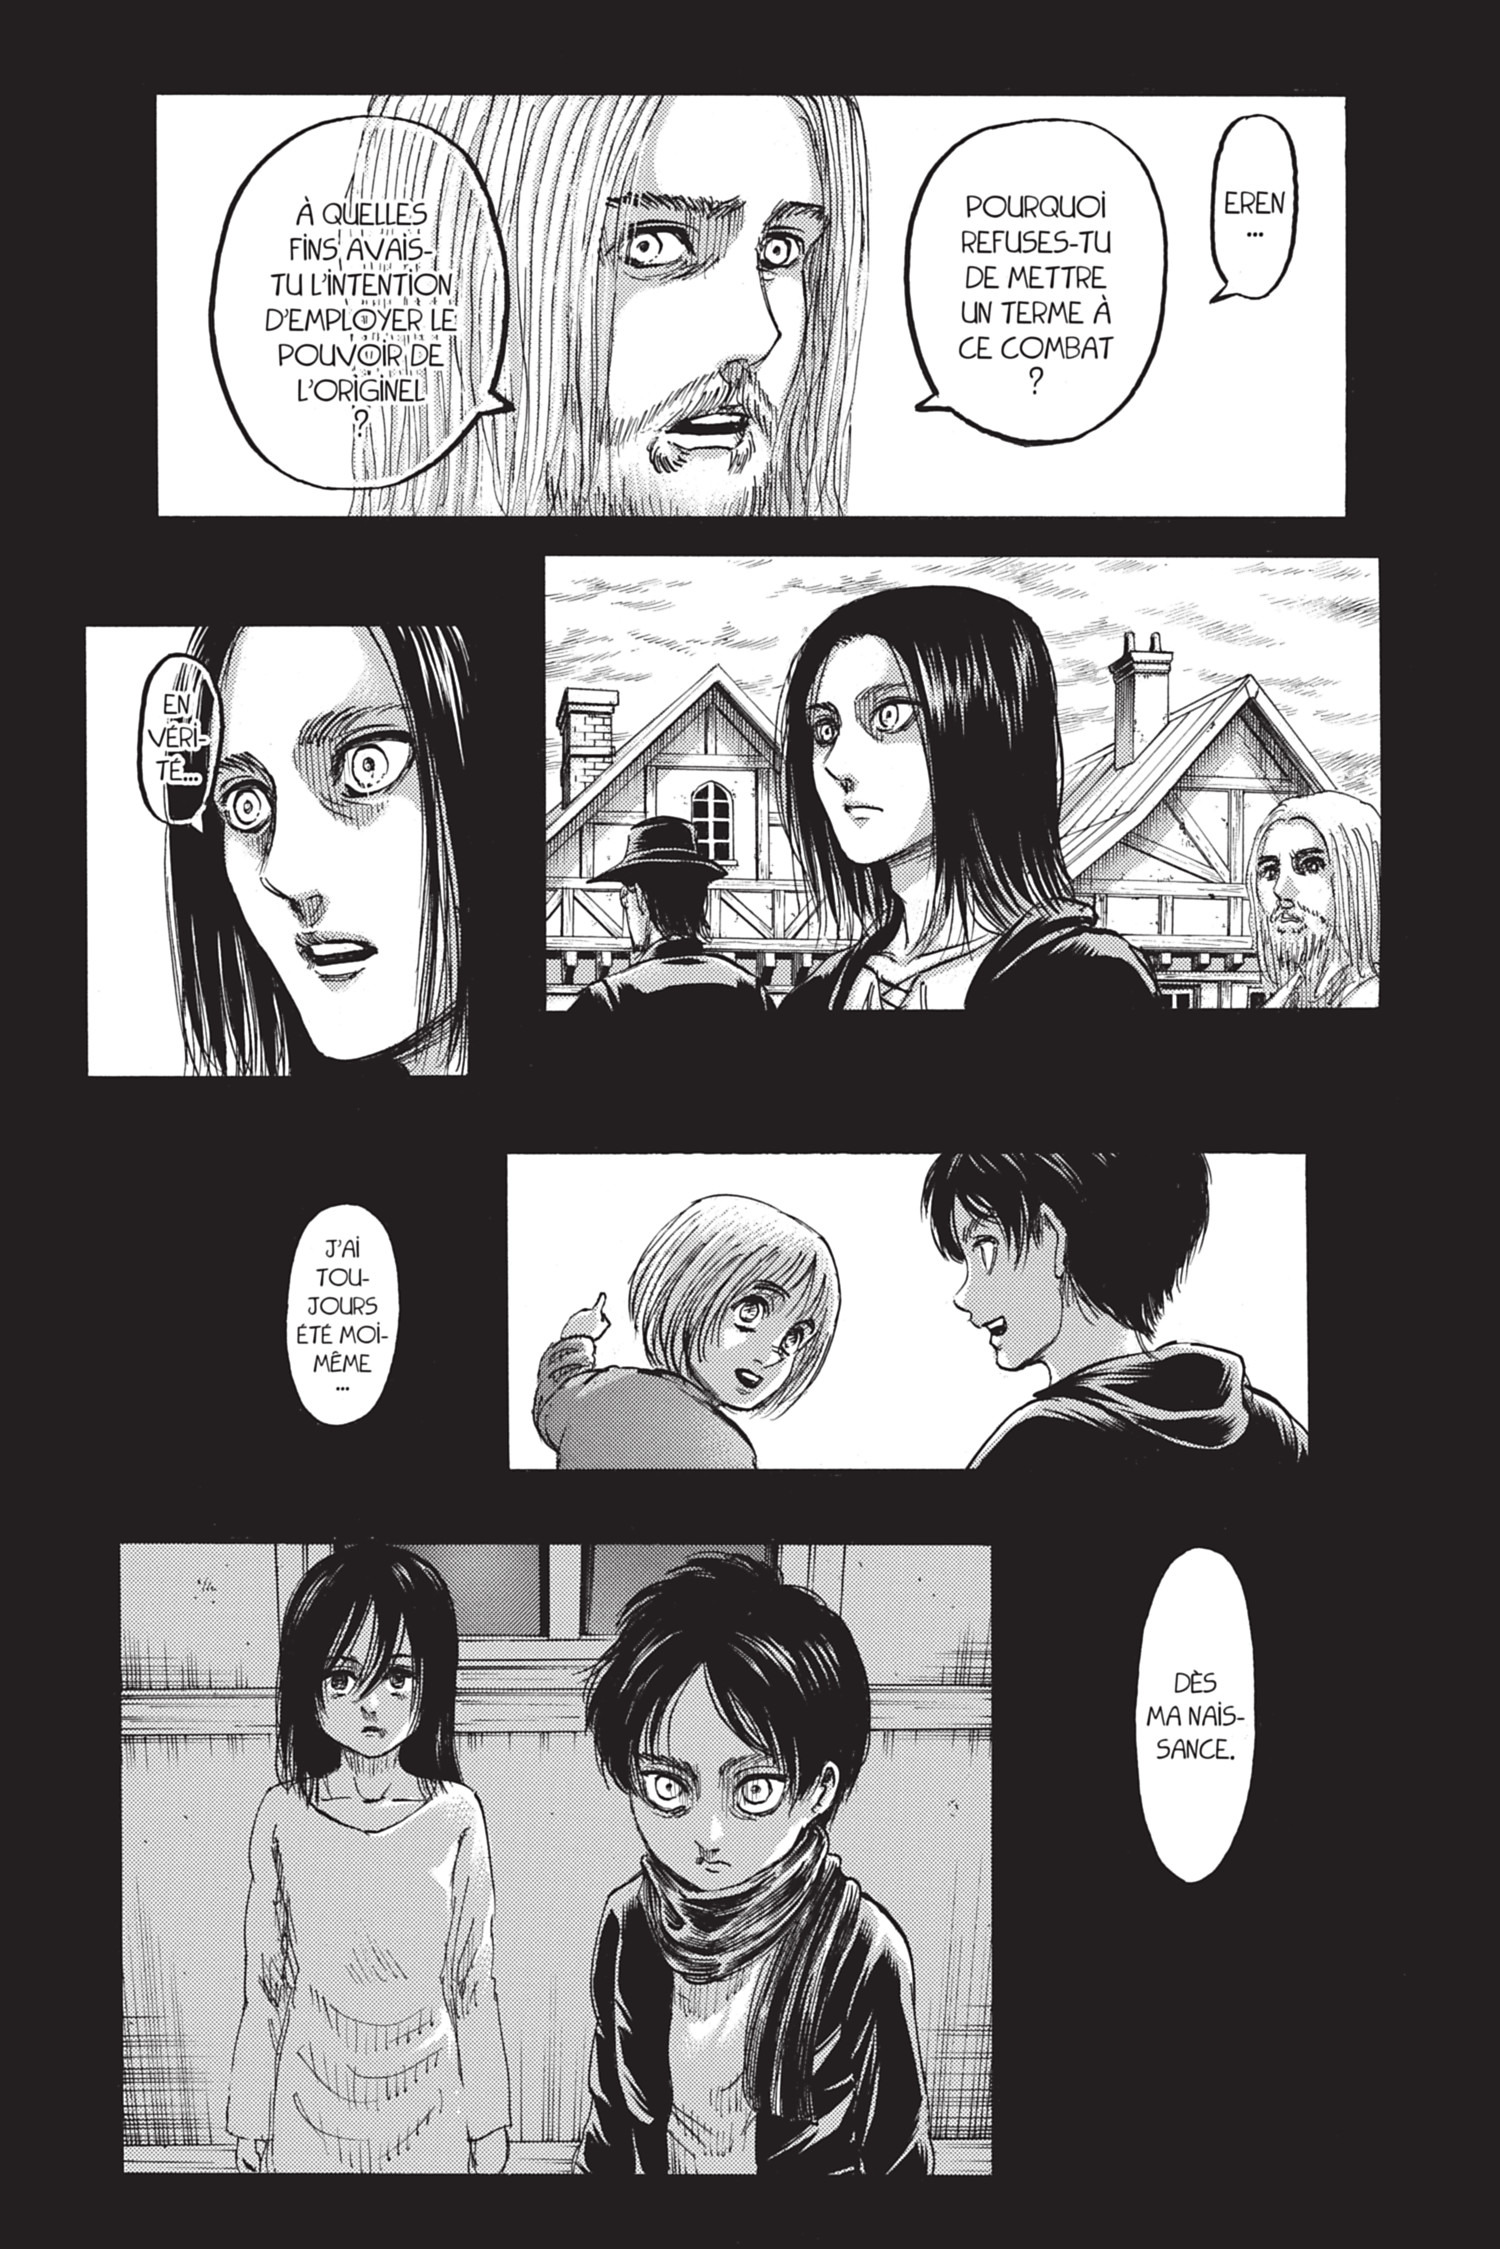 EREN
...
POURQUOI
REFUSES-TU
DE METTRE
UN TERME À
CE COMBAT
?
À QUELLES
FINS AVAIS-
TU L'INTENTION
D'EMPLOYER LE
POUVOIR DE
L'ORIGINEL
?
EN
VÉRI-
TÉ...
J'AI
TOU-
JOURS
ÉTÉ MOI-
MÊME
...
DÈS
MA NAIS-
SANCE.